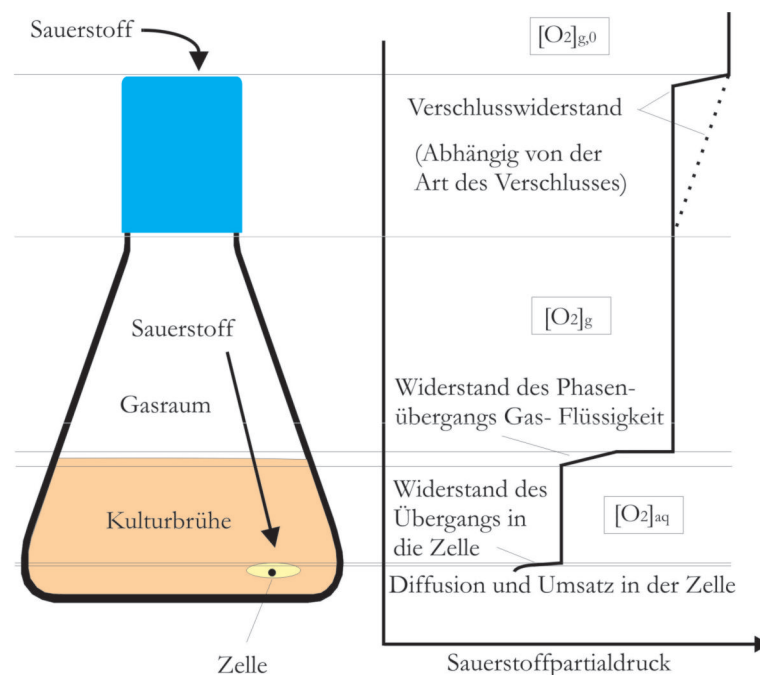 Sauerstoff
[O₂]g,0
Verschlusswiderstand
(Abhängig von der
Art des Verschlusses)
Sauerstoff
Gasraum
[O₂]g
Widerstand des Phasen-
übergangs Gas- Flüssigkeit
Kulturbrühe
Widerstand des
Übergangs in
die Zelle
[O₂]aq
Diffusion und Umsatz in der Zelle
Zelle
Sauerstoffpartialdruck